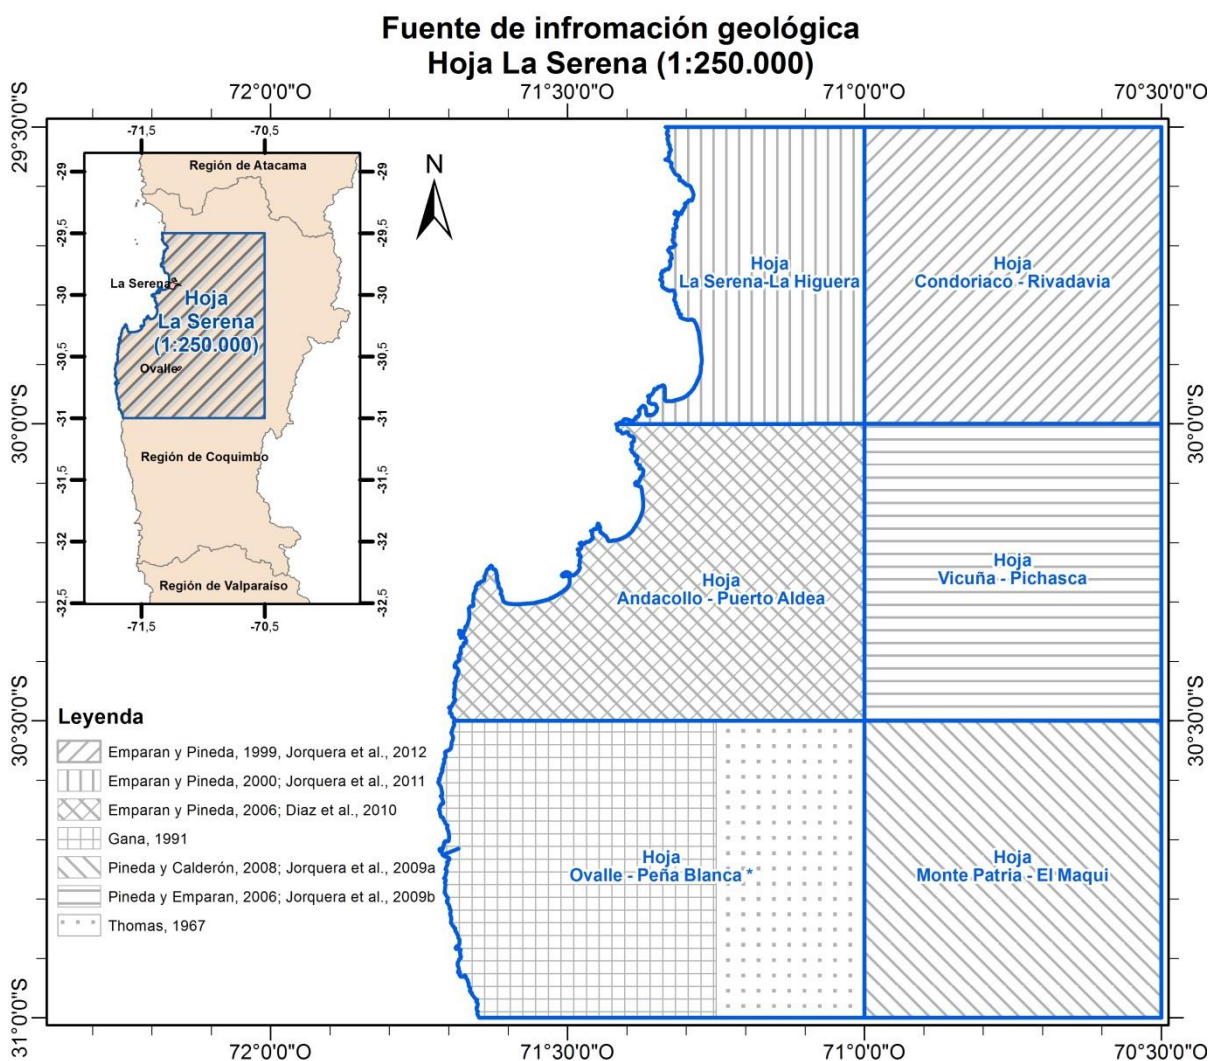 Fuente de infromación geológica
Hoja La Serena (1:250.000)
72°0'0"O
71°30'0"O
71°0'0"O
70°30'0"O
29°30'0"S
30°0'0"S
30°30'0"S
31°0'0"S
-71,5
-70,5
-29
-29,5
-30
-30,5
-31
-31,5
-32
-32,5
Región de Atacama
La Serena
Hoja
La Serena
(1:250.000)
Ovalle
Región de Coquimbo
Región de Valparaíso
-29
-29,5
-30
-30,5
-31
-31,5
-32
-32,5
-71,5
-70,5
N
Hoja
La Serena-La Higuera
Hoja
Condoriaco - Rivadavia
Hoja
Andacollo - Puerto Aldea
Hoja
Vicuña - Pichasca
Hoja
Ovalle - Peña Blanca *
Hoja
Monte Patria - El Maqui
Leyenda
Emparan y Pineda, 1999, Jorquera et al., 2012
Emparan y Pineda, 2000; Jorquera et al., 2011
Emparan y Pineda, 2006; Diaz et al., 2010
Gana, 1991
Pineda y Calderón, 2008; Jorquera et al., 2009a
Pineda y Emparan, 2006; Jorquera et al., 2009b
Thomas, 1967
30°0'0"S
30°30'0"S
72°0'0"O
71°30'0"O
71°0'0"O
70°30'0"O